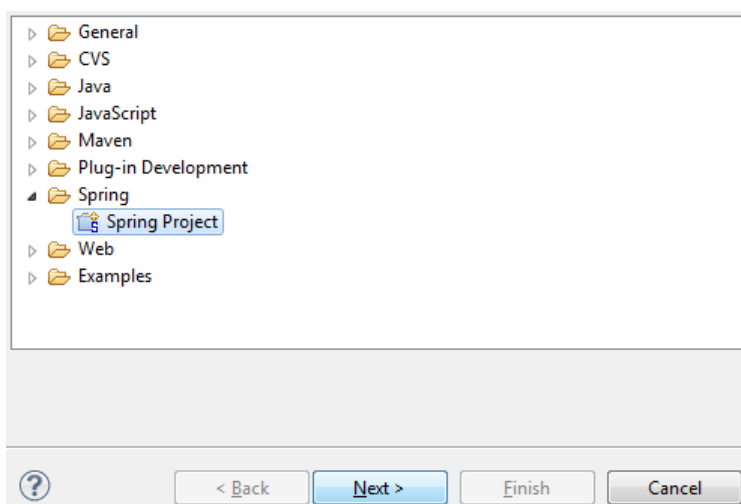 General
CVS
Java
JavaScript
Maven
Plug-in Development
Spring
Spring Project
Web
Examples
? < Back Next > Finish Cancel